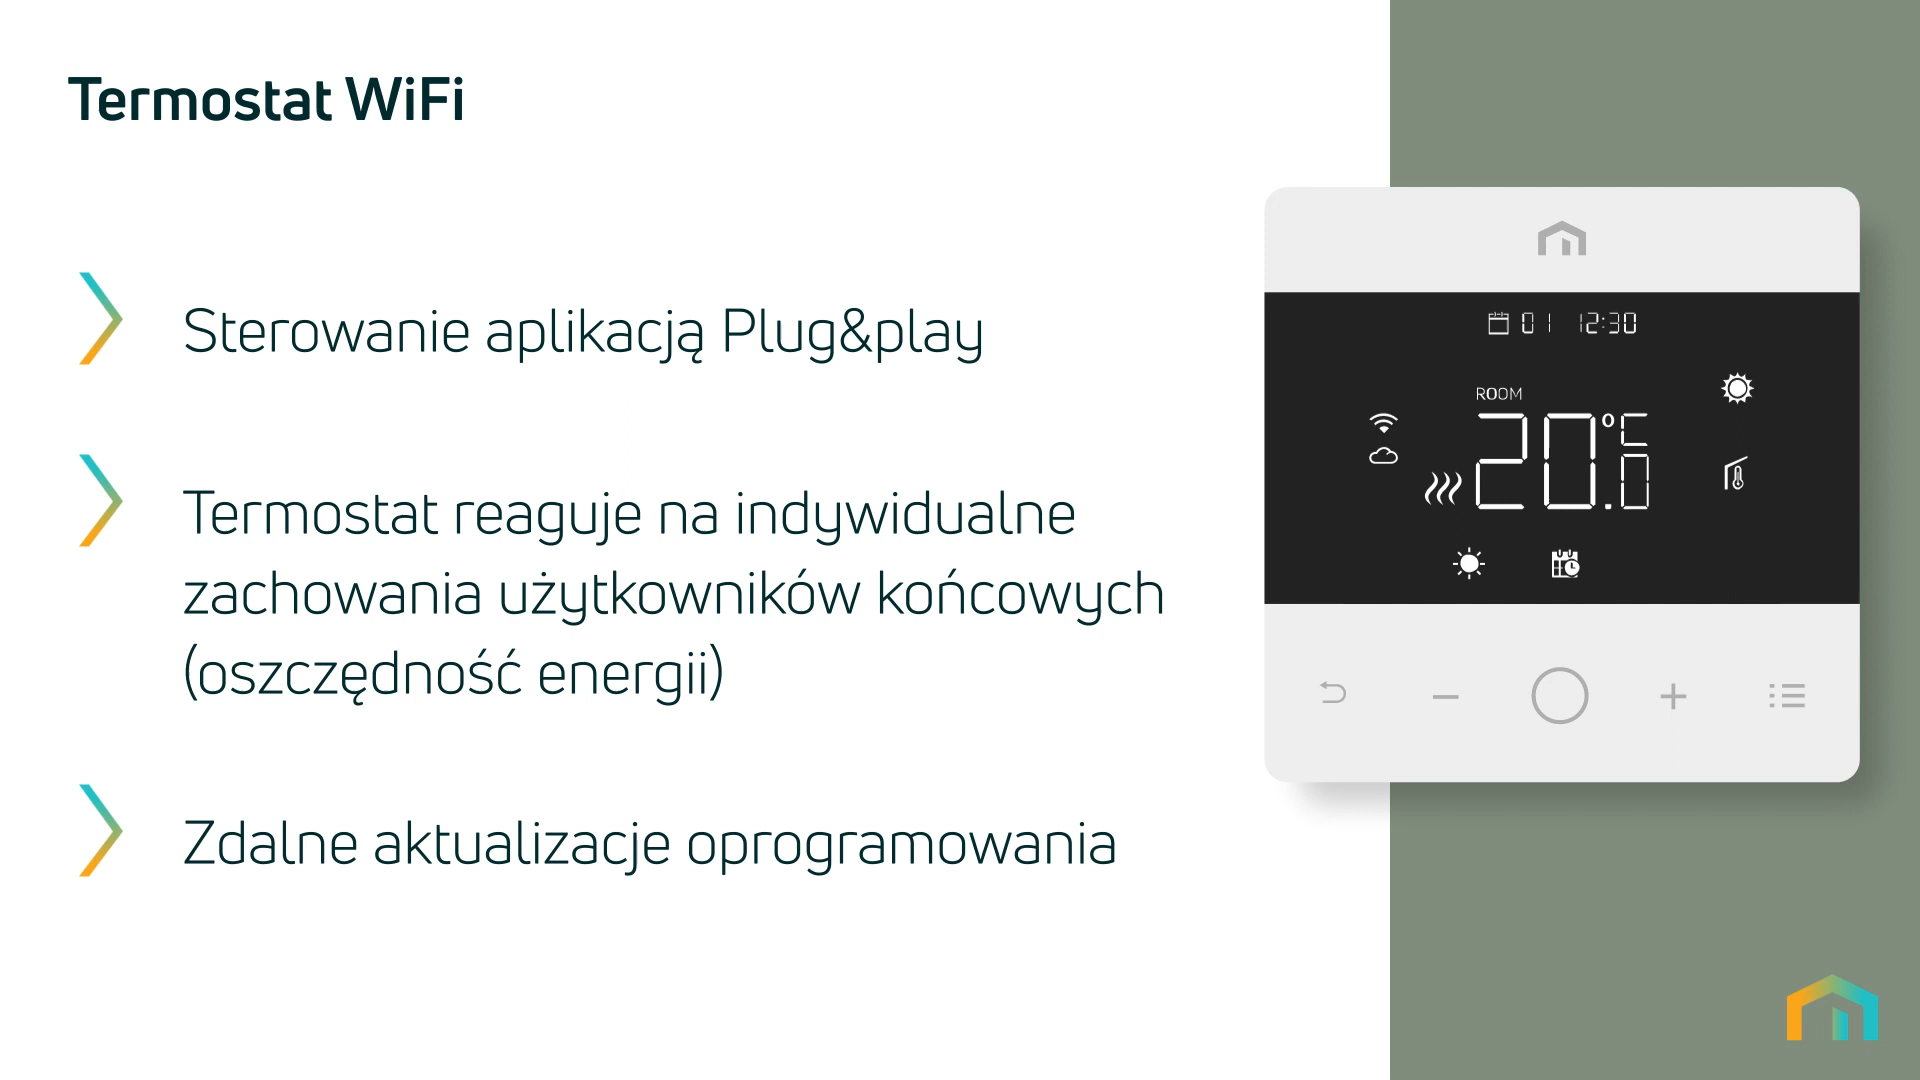 Termostat WiFi
Sterowanie aplikacją Plug&play
Termostat reaguje na indywidualne
zachowania użytkowników końcowych
(oszczędność energii)
Zdalne aktualizacje oprogramowania
01 12:30
ROOM
20.0 °C